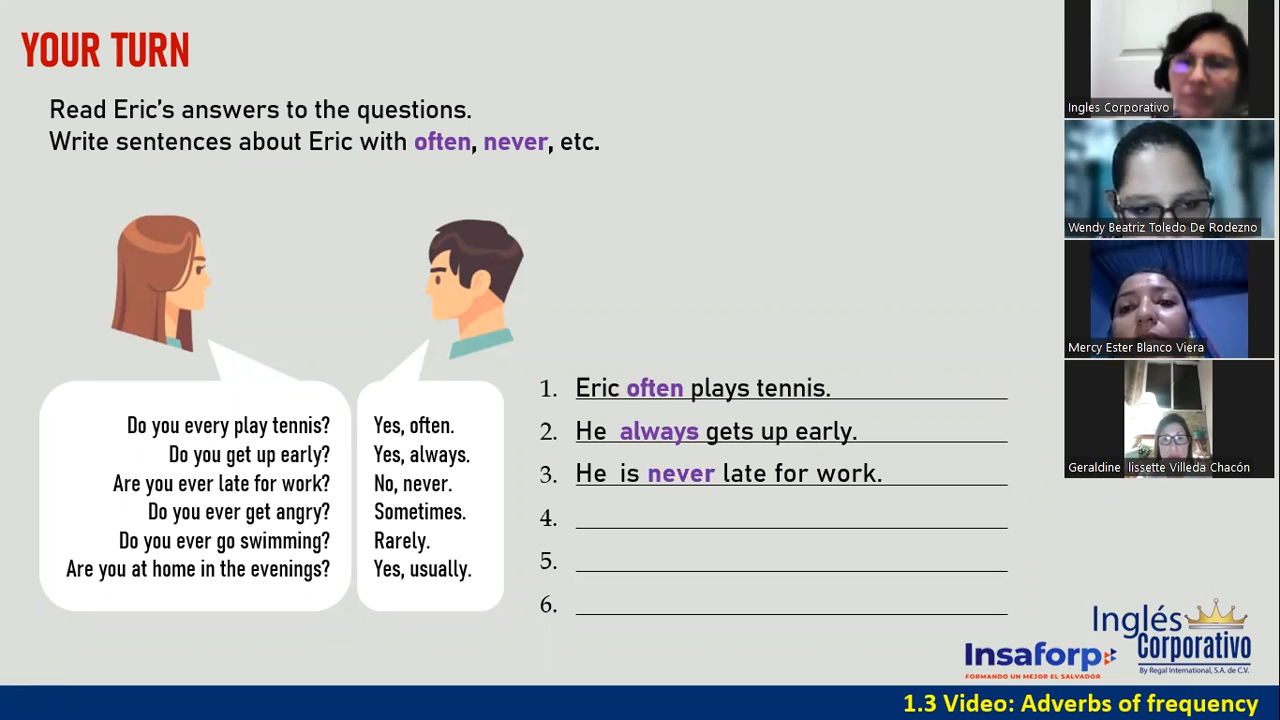 YOUR TURN
Read Eric's answers to the questions.
Write sentences about Eric with often, never, etc.
Do you every play tennis?
Do you get up early?
Are you ever late for work?
Do you ever get angry?
Do you ever go swimming?
Are you at home in the evenings?
Yes, often.
Yes, always.
No, never.
Sometimes.
Rarely.
Yes, usually.
1. Eric often plays tennis.
2. He always gets up early.
3. He is never late for work.
4.
5.
6.
Ingles Corporativo
Wendy Beatriz Toledo De Rodezno
Mercy Ester Blanco Viera
Geraldine lissette Villeda Chacón
Insaforp
FORMANDO UN MEJOR EL SALVADOR
Inglés
Corporativo
By Regal International, S.A. de C.V.
1.3 Video: Adverbs of frequency